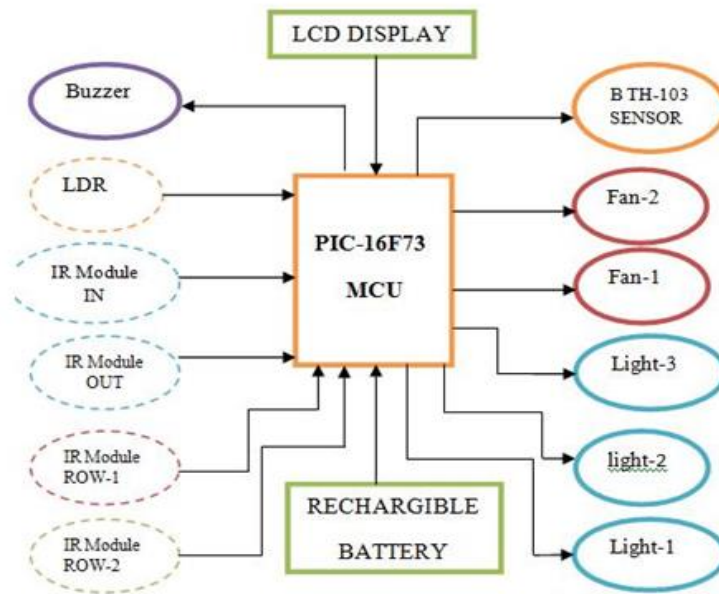 LCD DISPLAY
Buzzer
B TH-103
SENSOR
LDR
Fan-2
PIC-16F73
MCU
IR Module
IN
Fan-1
IR Module
OUT
Light-3
IR Module
ROW-1
light-2
RECHARGIBLE
BATTERY
IR Module
ROW-2
Light-1